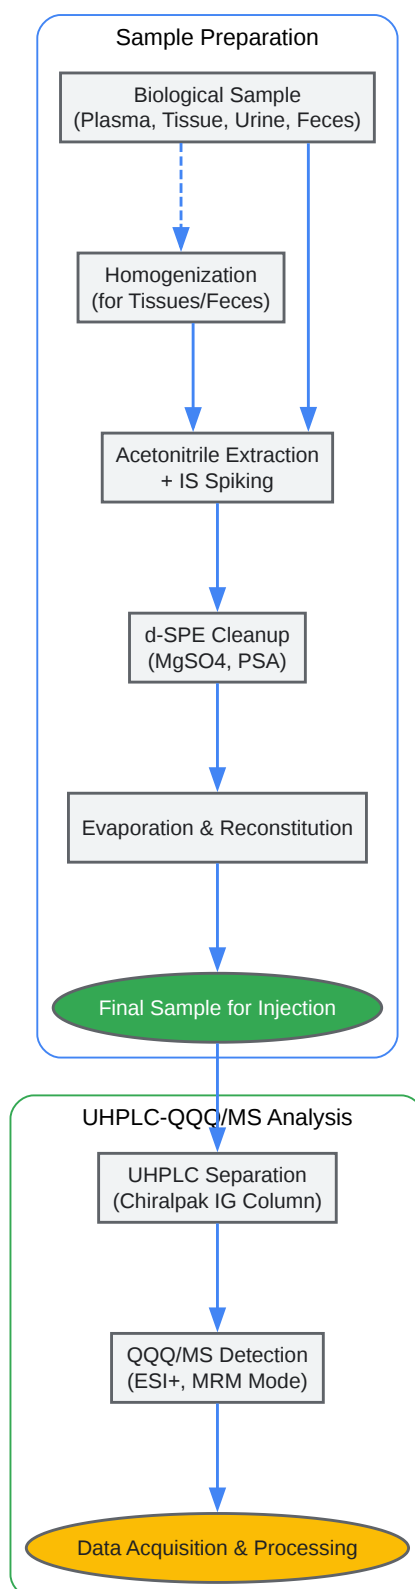 Sample Preparation
Biological Sample
(Plasma, Tissue, Urine, Feces)
Homogenization
(for Tissues/Feces)
Acetonitrile Extraction
+ IS Spiking
d-SPE Cleanup
(MgSO4, PSA)
Evaporation & Reconstitution
Final Sample for Injection
UHPLC-QQQ/MS Analysis
UHPLC Separation
(Chiralpak IG Column)
QQQ/MS Detection
(ESI+, MRM Mode)
Data Acquisition & Processing